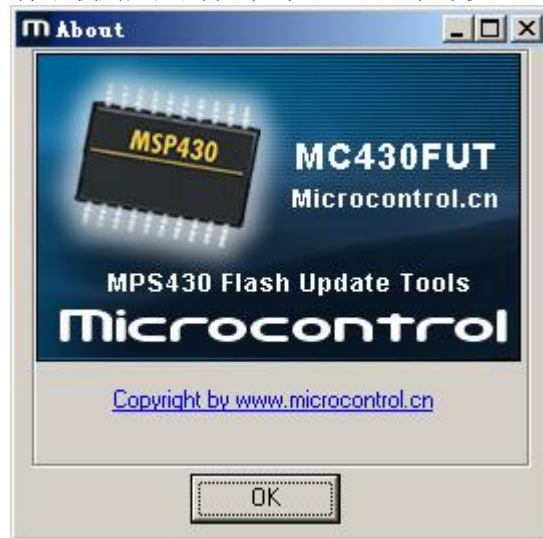 About
MSP430
MC430FUT
Microcontrol.cn
MPS430 Flash Update Tools
Microcontrol
Copyright by www.microcontrol.cn
OK